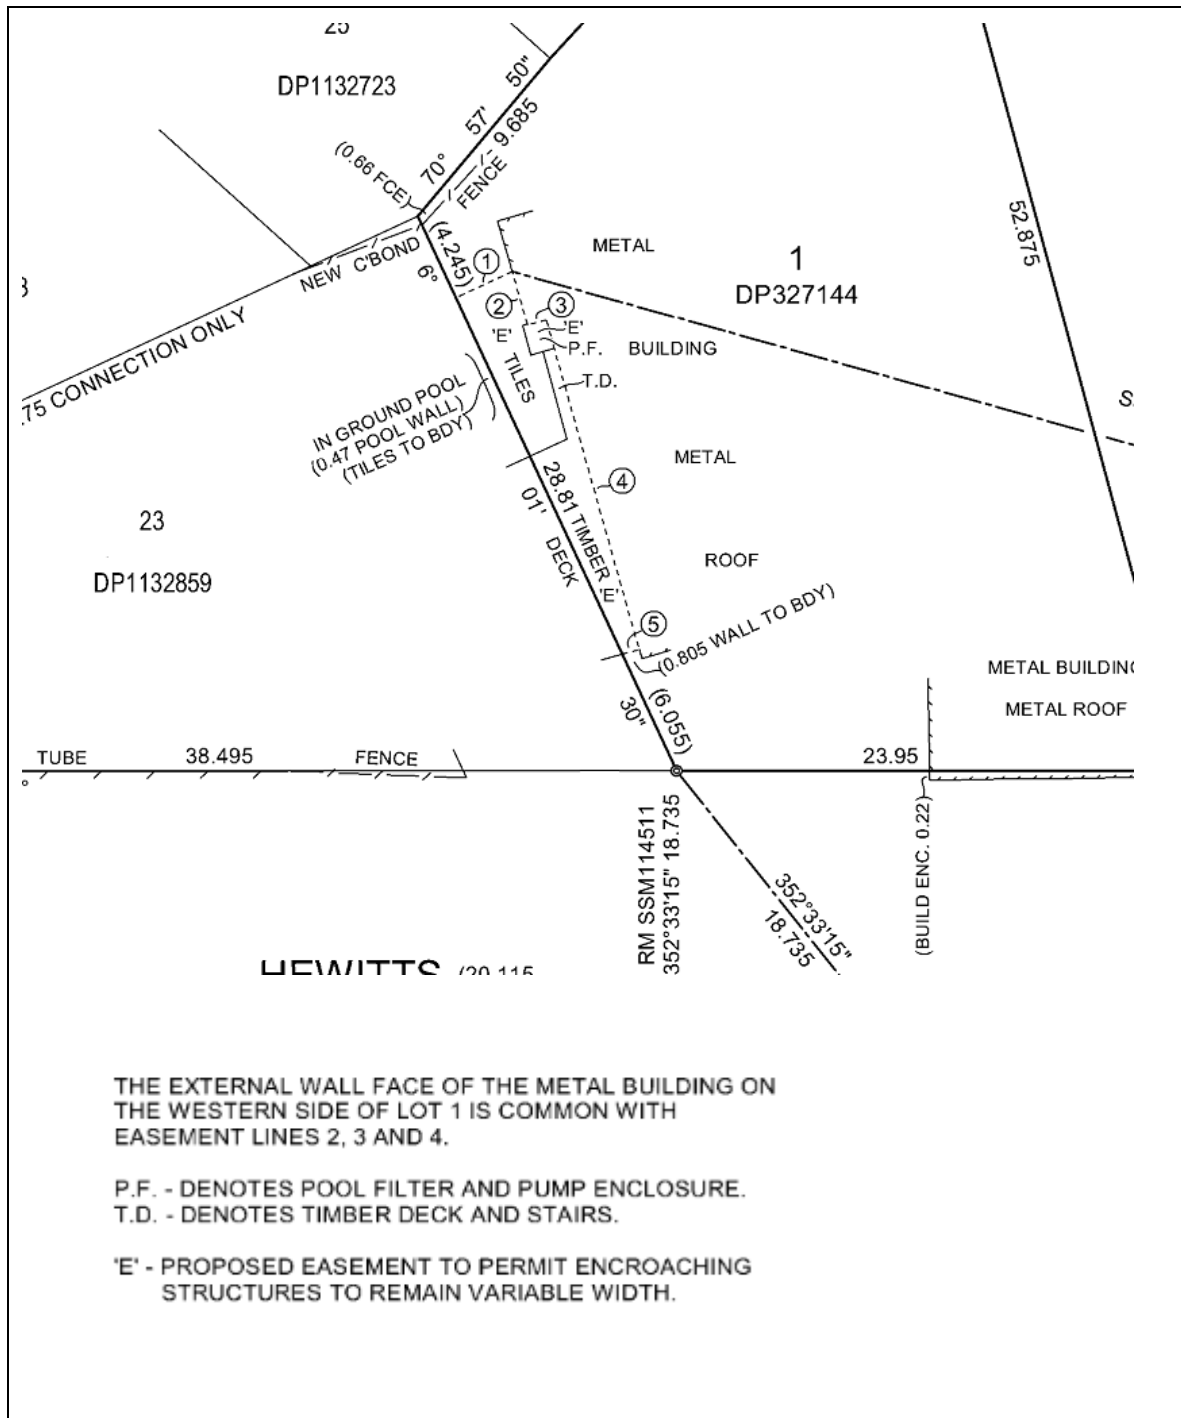 25
DP1132723
50"
57'
9.685
70°
(0.66 FCE)
FENCE
NEW C'BOND
(4.245)
6°
1
METAL
1
DP327144
52.875
2
3
'E'
'E'
P.F.
BUILDING
TILES
T.D.
.75 CONNECTION ONLY
IN GROUND POOL
(0.47 POOL WALL)
(TILES TO BDY)
METAL
4
28.81 TIMBER
01'
DECK
'E'
23
DP1132859
ROOF
5
(0.805 WALL TO BDY)
METAL BUILDING
METAL ROOF
30"
(6.055)
TUBE
38.495
FENCE
23.95
(BUILD ENC. 0.22)
RM SSM114511
352°33'15" 18.735
352°33'15"
18.735
HEWITTS (20.115
THE EXTERNAL WALL FACE OF THE METAL BUILDING ON
THE WESTERN SIDE OF LOT 1 IS COMMON WITH
EASEMENT LINES 2, 3 AND 4.
P.F. - DENOTES POOL FILTER AND PUMP ENCLOSURE.
T.D. - DENOTES TIMBER DECK AND STAIRS.
'E' - PROPOSED EASEMENT TO PERMIT ENCROACHING
STRUCTURES TO REMAIN VARIABLE WIDTH.